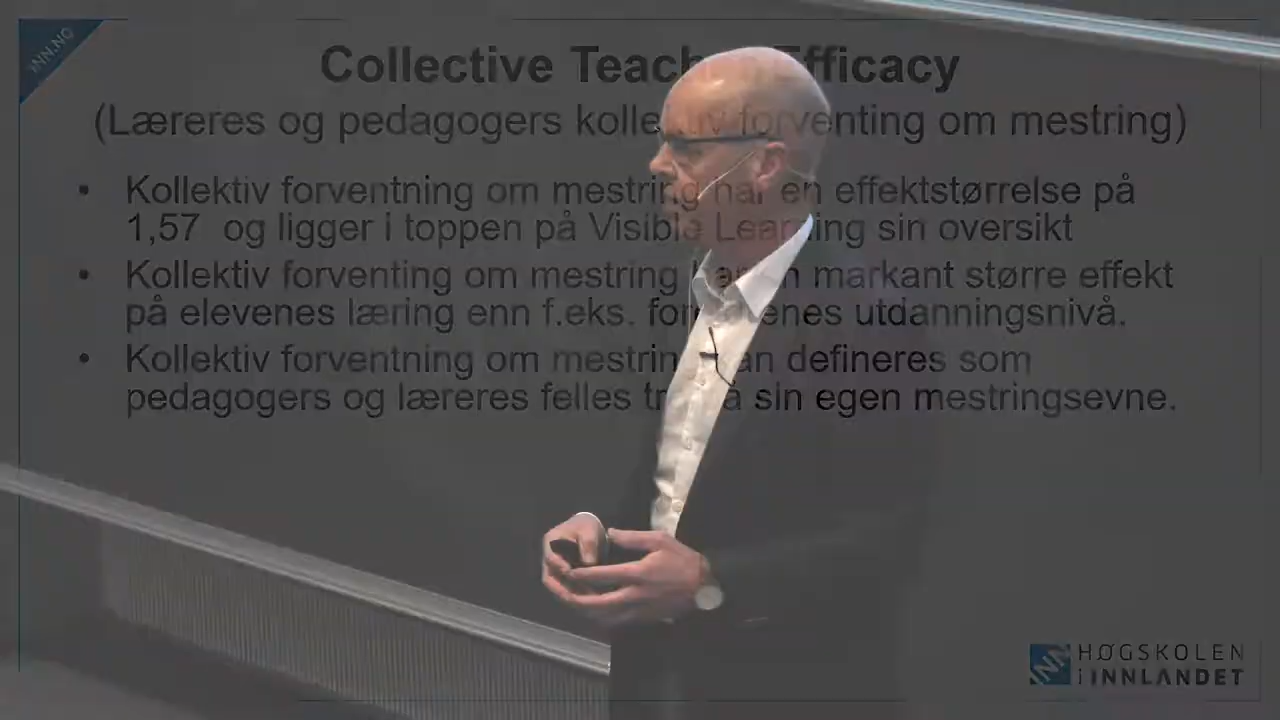 INN.NO
Collective Teacher Efficacy
(Læreres og pedagogers kollektiv forventing om mestring)
• Kollektiv forventning om mestring har en effektstørrelse på
1,57 og ligger i toppen på Visible Learning sin oversikt
• Kollektiv forventing om mestring har en markant større effekt
på elevenes læring enn f.eks. foreldrenes utdanningsnivå.
• Kollektiv forventning om mestring kan defineres som
pedagogers og læreres felles tro på sin egen mestringsevne.
INN HØGSKOLEN
i INNLANDET